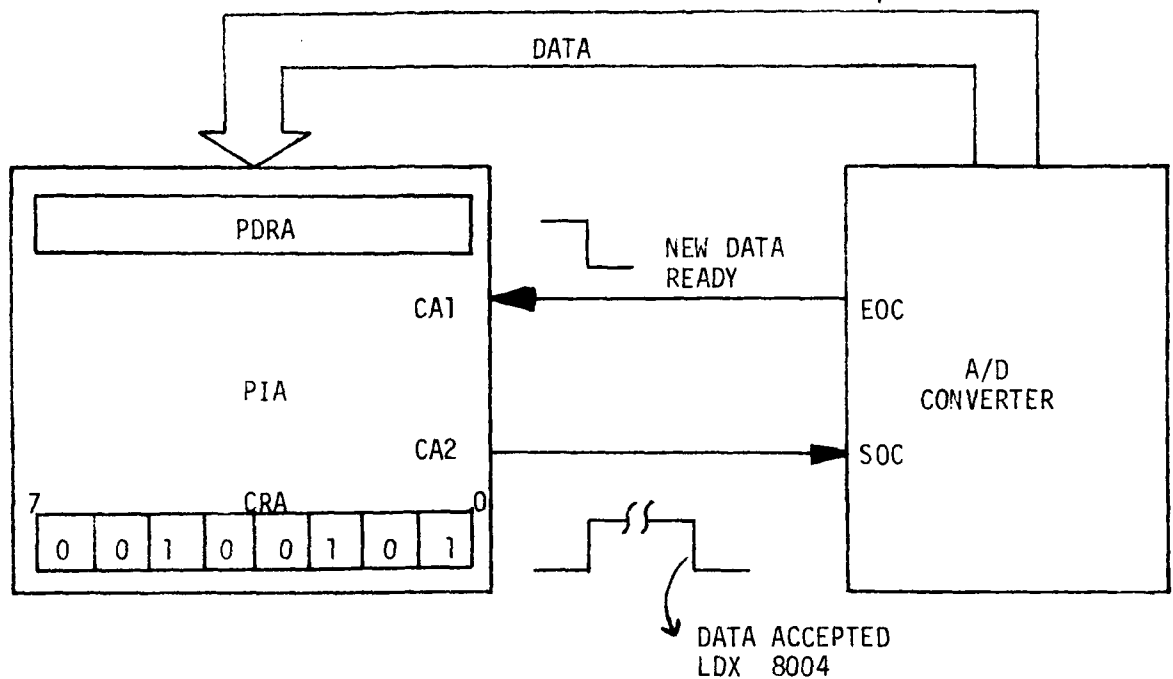 DATA
PDRA
NEW DATA
READY
CA1
EOC
PIA
A/D
CONVERTER
CA2
SOC
7
CRA
0
0 0 1 0 0 1 0 1
DATA ACCEPTED
LDX 8004